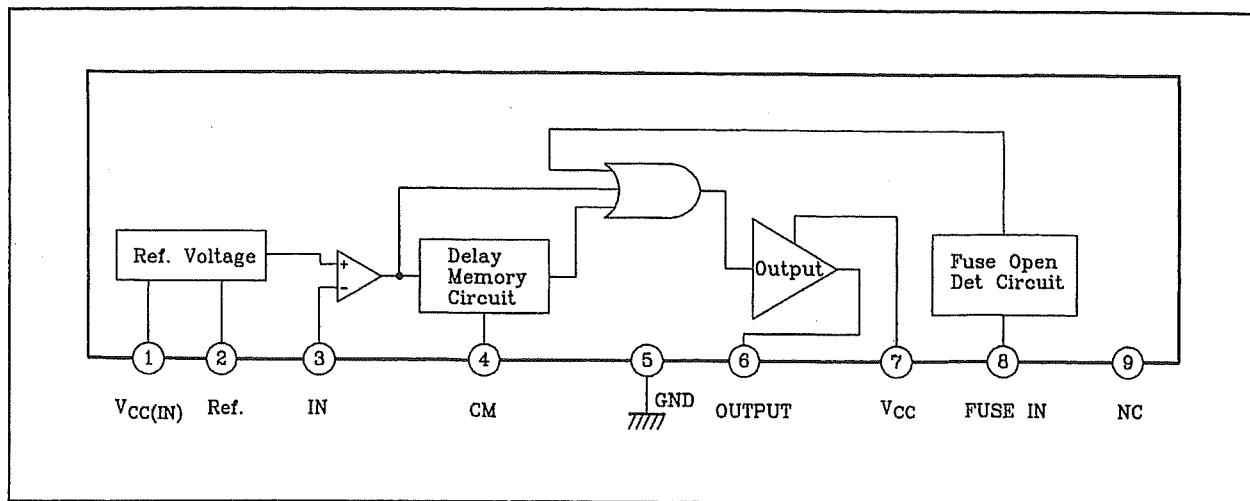 Ref. Voltage
+
−
Delay
Memory
Circuit
Output
Fuse Open
Det Circuit
1
2
3
4
5
6
7
8
9
VCC(IN)
Ref.
IN
CM
GND
OUTPUT
VCC
FUSE IN
NC